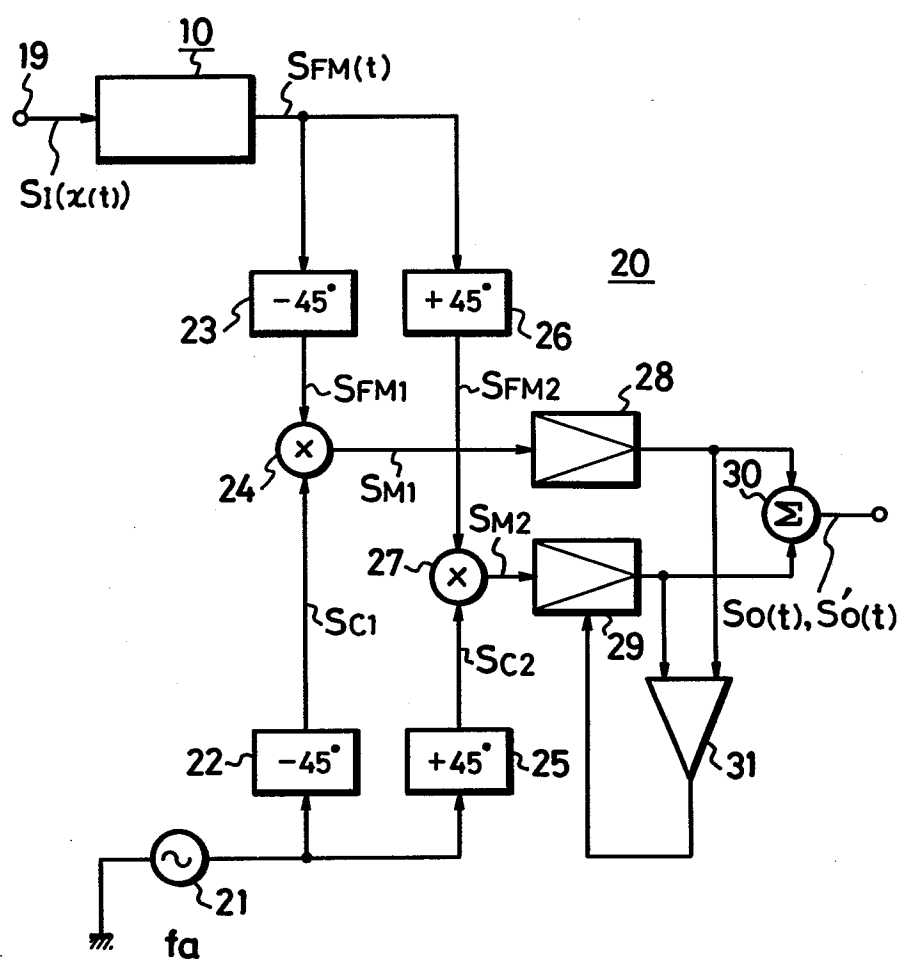 10
19
SFM(t)
SI(x(t))
20
-45°
+45°
23
26
SFM1
SFM2
28
×
24
SM1
30
Σ
SM2
27
×
So(t), So'(t)
SC1
29
SC2
22
-45°
+45°
25
31
~
21
fa